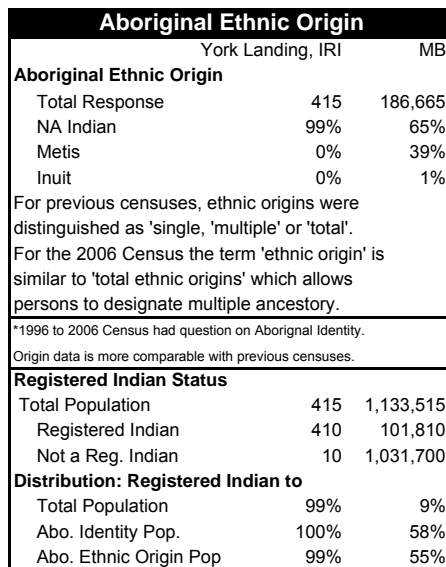 Aboriginal Ethnic Origin
York Landing, IRI MB
Aboriginal Ethnic Origin
Total Response 415 186,665
NA Indian 99% 65%
Metis 0% 39%
Inuit 0% 1%
For previous censuses, ethnic origins were
distinguished as 'single, 'multiple' or 'total'.
For the 2006 Census the term 'ethnic origin' is
similar to 'total ethnic origins' which allows
persons to designate multiple ancestory.
*1996 to 2006 Census had question on Aborignal Identity.
Origin data is more comparable with previous censuses.
Registered Indian Status
Total Population 415 1,133,515
Registered Indian 410 101,810
Not a Reg. Indian 10 1,031,700
Distribution: Registered Indian to
Total Population 99% 9%
Abo. Identity Pop. 100% 58%
Abo. Ethnic Origin Pop 99% 55%